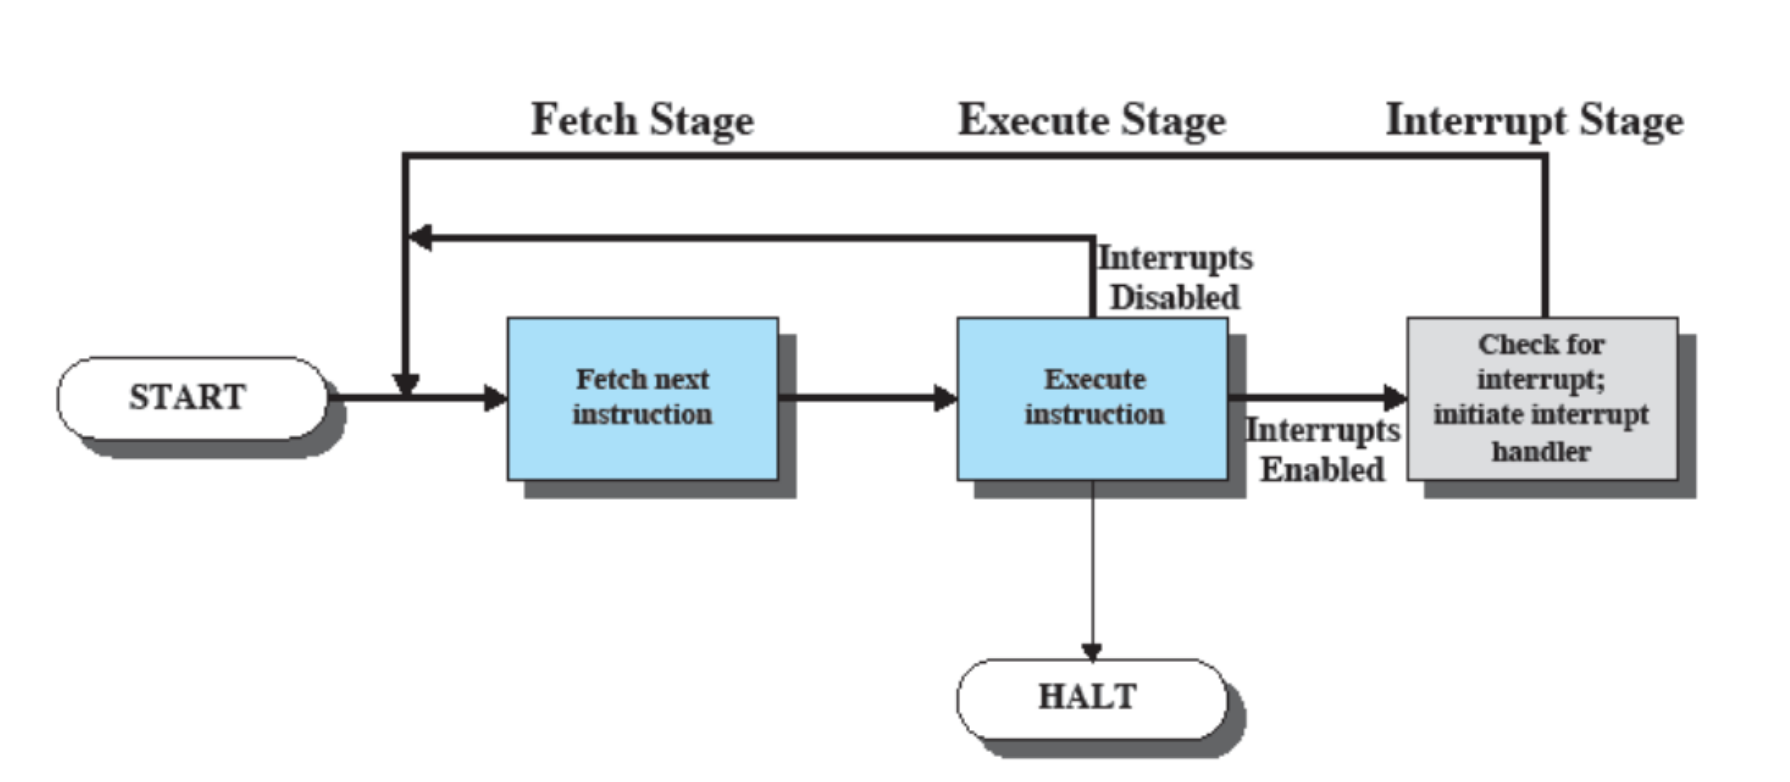 Fetch Stage
Execute Stage
Interrupt Stage
Interrupts
Disabled
START
Fetch next
instruction
Execute
instruction
Interrupts
Enabled
Check for
interrupt;
initiate interrupt
handler
HALT